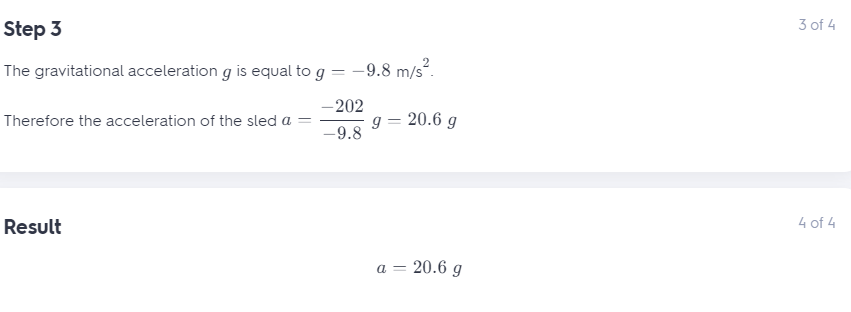 Step 3
3 of 4
The gravitational acceleration g is equal to g = −9.8 m/s².
Therefore the acceleration of the sled a = −202/−9.8 g = 20.6 g
Result
4 of 4
a = 20.6 g